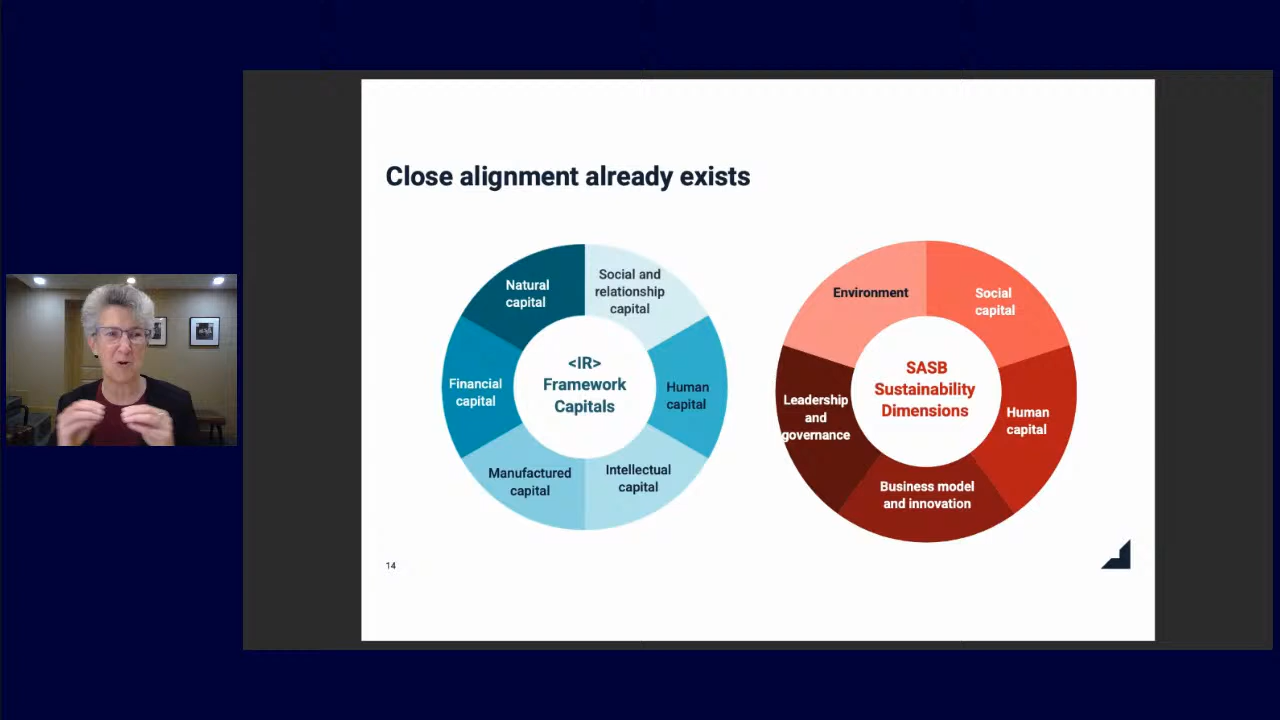 Close alignment already exists
Natural
capital
Social and
relationship
capital
Financial
capital
<IR>
Framework
Capitals
Human
capital
Manufactured
capital
Intellectual
capital
Environment
Social
capital
Leadership
and
governance
SASB
Sustainability
Dimensions
Human
capital
Business model
and innovation
14